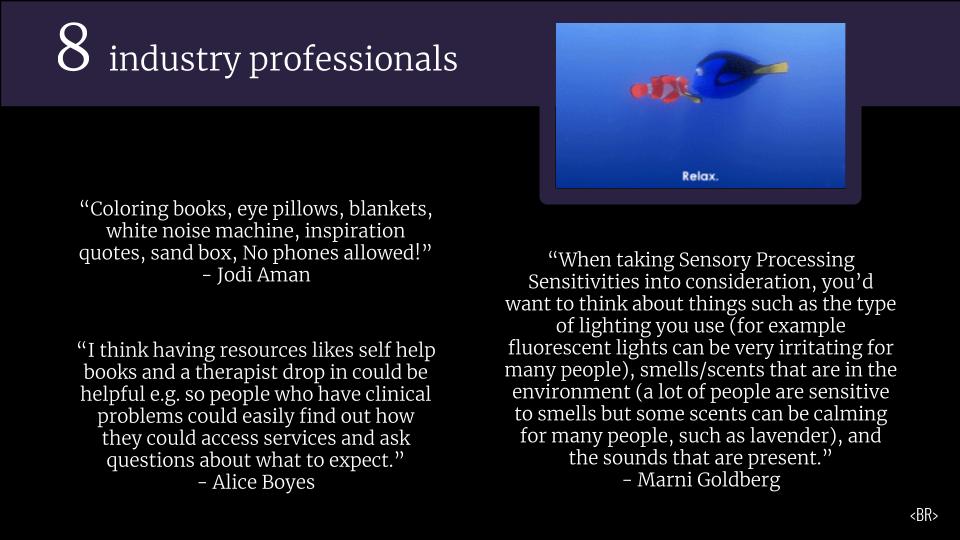 8 industry professionals
Relax.
“Coloring books, eye pillows, blankets,
white noise machine, inspiration
quotes, sand box, No phones allowed!”
- Jodi Aman
“I think having resources likes self help
books and a therapist drop in could be
helpful e.g. so people who have clinical
problems could easily find out how
they could access services and ask
questions about what to expect.”
- Alice Boyes
“When taking Sensory Processing
Sensitivities into consideration, you’d
want to think about things such as the type
of lighting you use (for example
fluorescent lights can be very irritating for
many people), smells/scents that are in the
environment (a lot of people are sensitive
to smells but some scents can be calming
for many people, such as lavender), and
the sounds that are present.”
- Marni Goldberg
<BR>